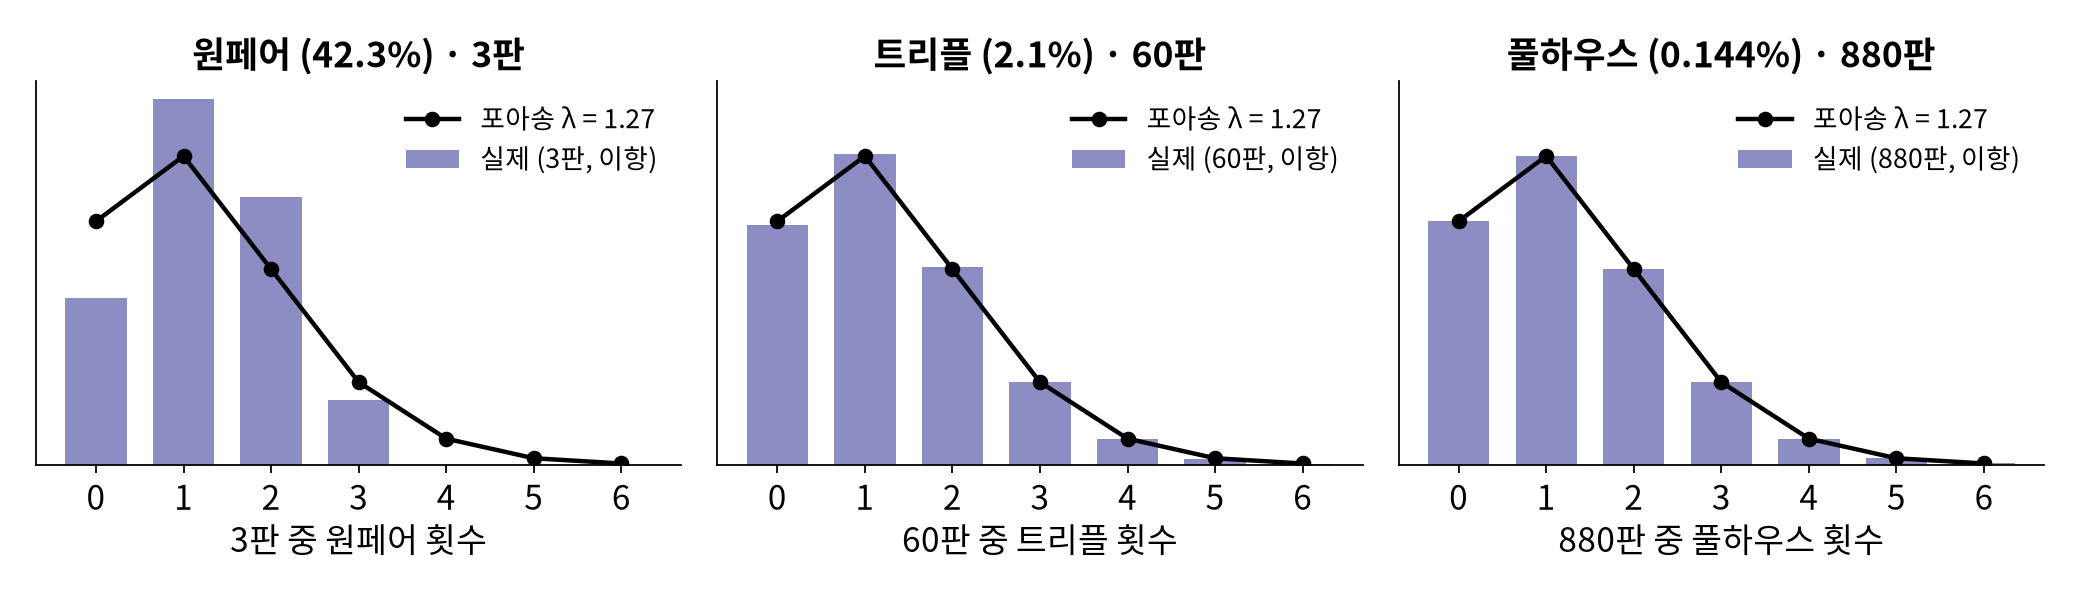 원페어 (42.3%) · 3판
포아송 λ = 1.27
실제 (3판, 이항)
0 1 2 3 4 5 6
3판 중 원페어 횟수
트리플 (2.1%) · 60판
포아송 λ = 1.27
실제 (60판, 이항)
0 1 2 3 4 5 6
60판 중 트리플 횟수
풀하우스 (0.144%) · 880판
포아송 λ = 1.27
실제 (880판, 이항)
0 1 2 3 4 5 6
880판 중 풀하우스 횟수